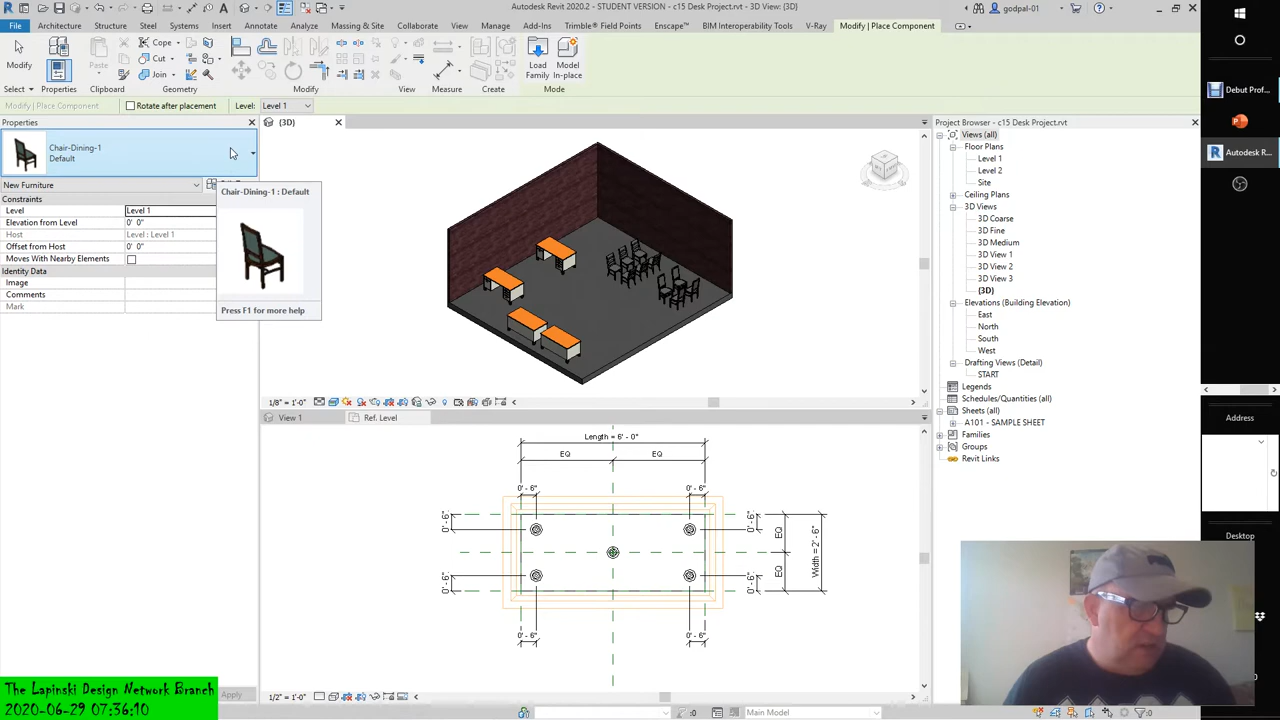 Autodesk Revit 2020.2 - STUDENT VERSION - c15 Desk Project.rvt - 3D View: {3D}
godpal-01
File Architecture Structure Steel Systems Insert Annotate Analyze Massing & Site Collaborate View Manage Add-Ins Trimble® Field Points Enscape™ BIM Interoperability Tools V-Ray Modify | Place Component
Modify Paste Cope Cut Join Load Family Model In-place
Select Properties Clipboard Geometry Modify View Measure Create Mode
Modify | Place Component Rotate after placement Level: Level 1
Properties
Chair-Dining-1
Default
New Furniture
Constraints
Level Level 1
Elevation from Level 0' 0"
Host Level : Level 1
Offset from Host 0' 0"
Moves With Nearby Elements
Identity Data
Image
Comments
Mark
Chair-Dining-1 : Default
Press F1 for more help
Apply
{3D}
1/8" = 1'-0"
View 1 Ref. Level
Length = 6' - 0"
EQ EQ
0' - 6" 0' - 6"
0' - 6" 0' - 6" EQ
Width = 2' - 6"
0' - 6" 0' - 6" EQ
0' - 6" 0' - 6"
1/2" = 1'-0"
:0 Main Model :0
Project Browser - c15 Desk Project.rvt
Views (all)
Floor Plans
Level 1
Level 2
Site
Ceiling Plans
3D Views
3D Coarse
3D Fine
3D Medium
3D View 1
3D View 2
3D View 3
{3D}
Elevations (Building Elevation)
East
North
South
West
Drafting Views (Detail)
START
Legends
Schedules/Quantities (all)
Sheets (all)
A101 - SAMPLE SHEET
Families
Groups
Revit Links
Debut Prof...
Autodesk R...
Address
Desktop
The Lapinski Design Network Branch
2020-06-29 07:36:10